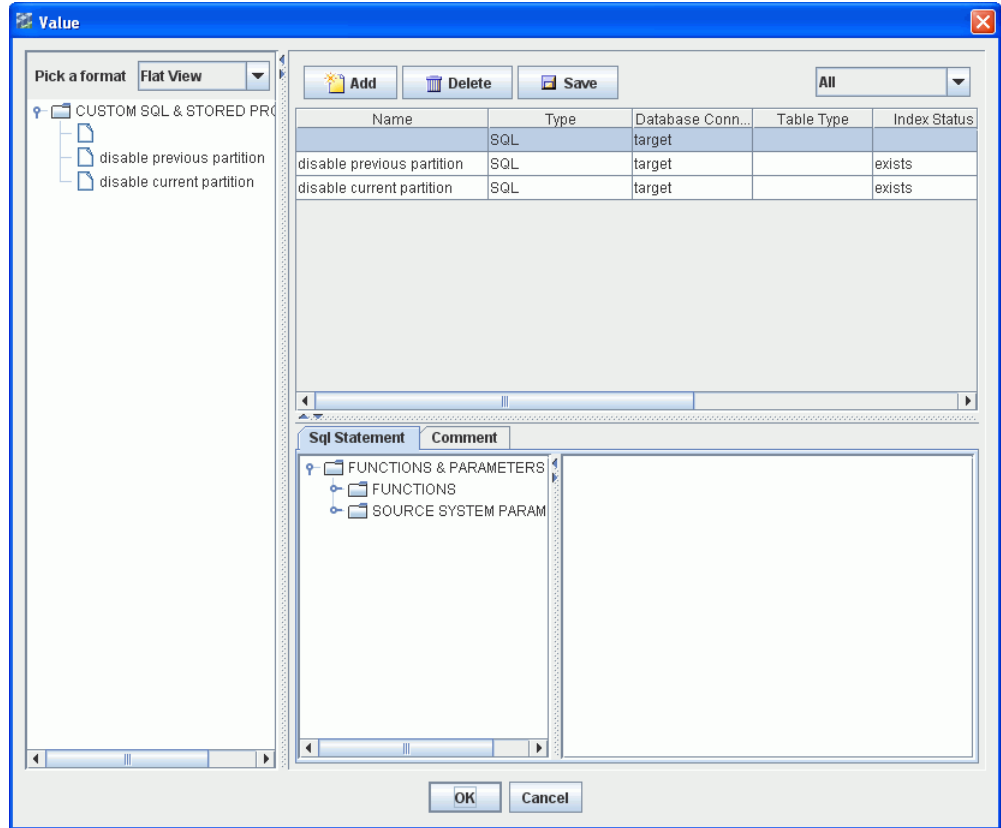 Value
Pick a format Flat View
CUSTOM SQL & STORED PRO
disable previous partition
disable current partition
Add Delete Save All
Name Type Database Conn... Table Type Index Status
SQL target
disable previous partition SQL target exists
disable current partition SQL target exists
Sql Statement Comment
FUNCTIONS & PARAMETERS
FUNCTIONS
SOURCE SYSTEM PARAM
OK Cancel